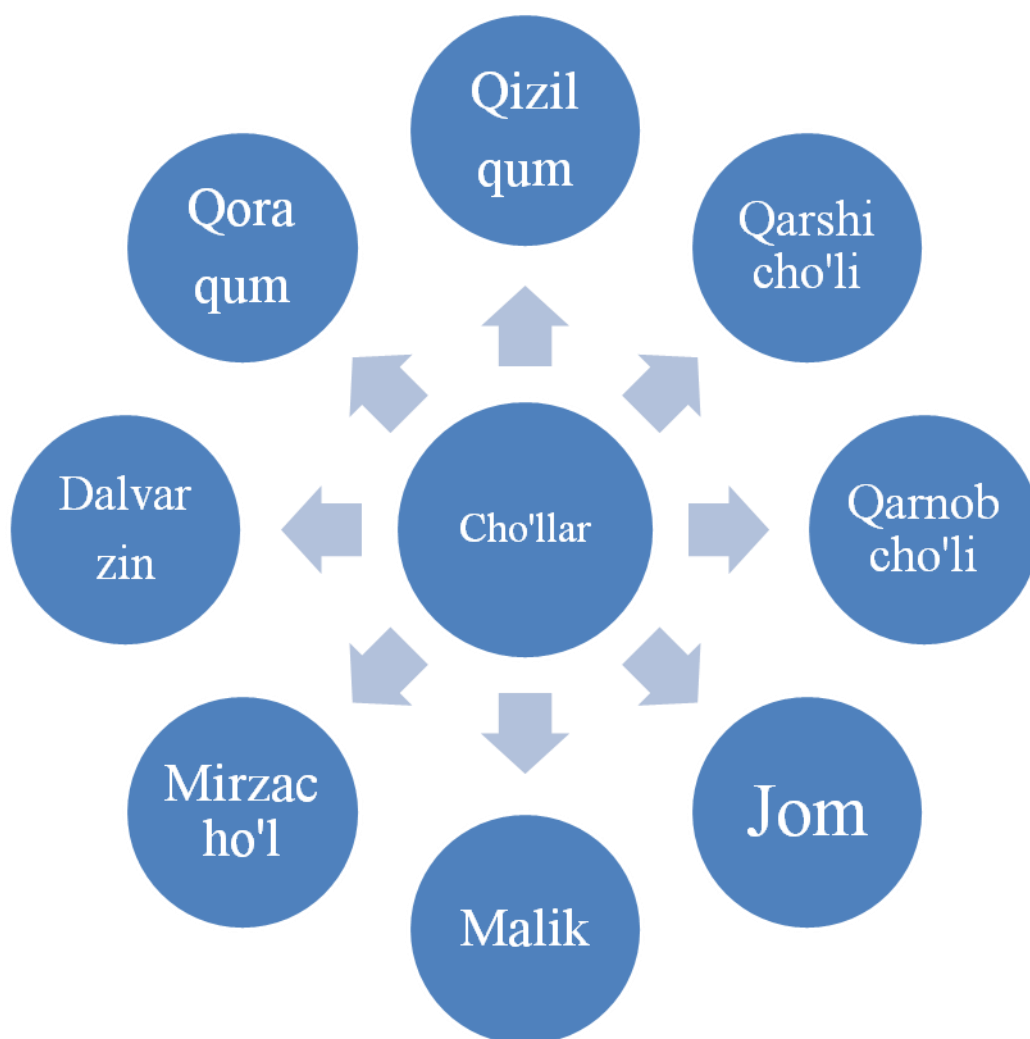 Qizil
qum
Qarshi
cho'li
Qarnob
cho'li
Jom
Malik
Mirzac
ho'l
Dalvar
zin
Qora
qum
Cho'llar